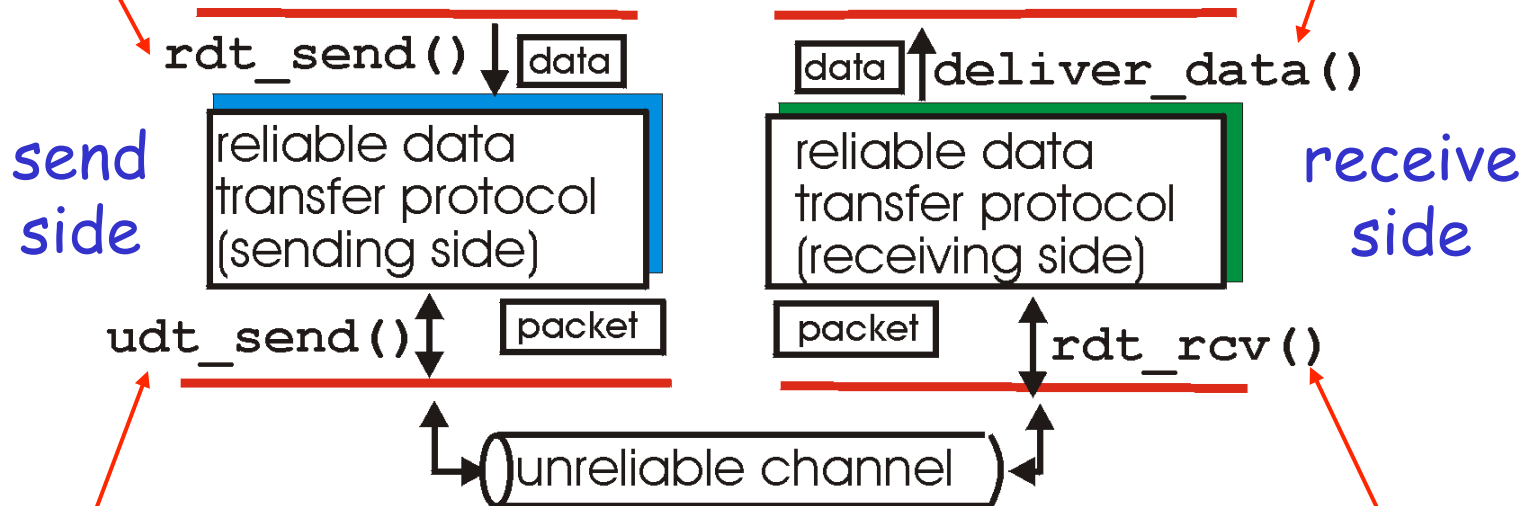 rdt_send()
data
data
deliver_data()
send
side
reliable data
transfer protocol
(sending side)
reliable data
transfer protocol
(receiving side)
receive
side
udt_send()
packet
packet
rdt_rcv()
unreliable channel